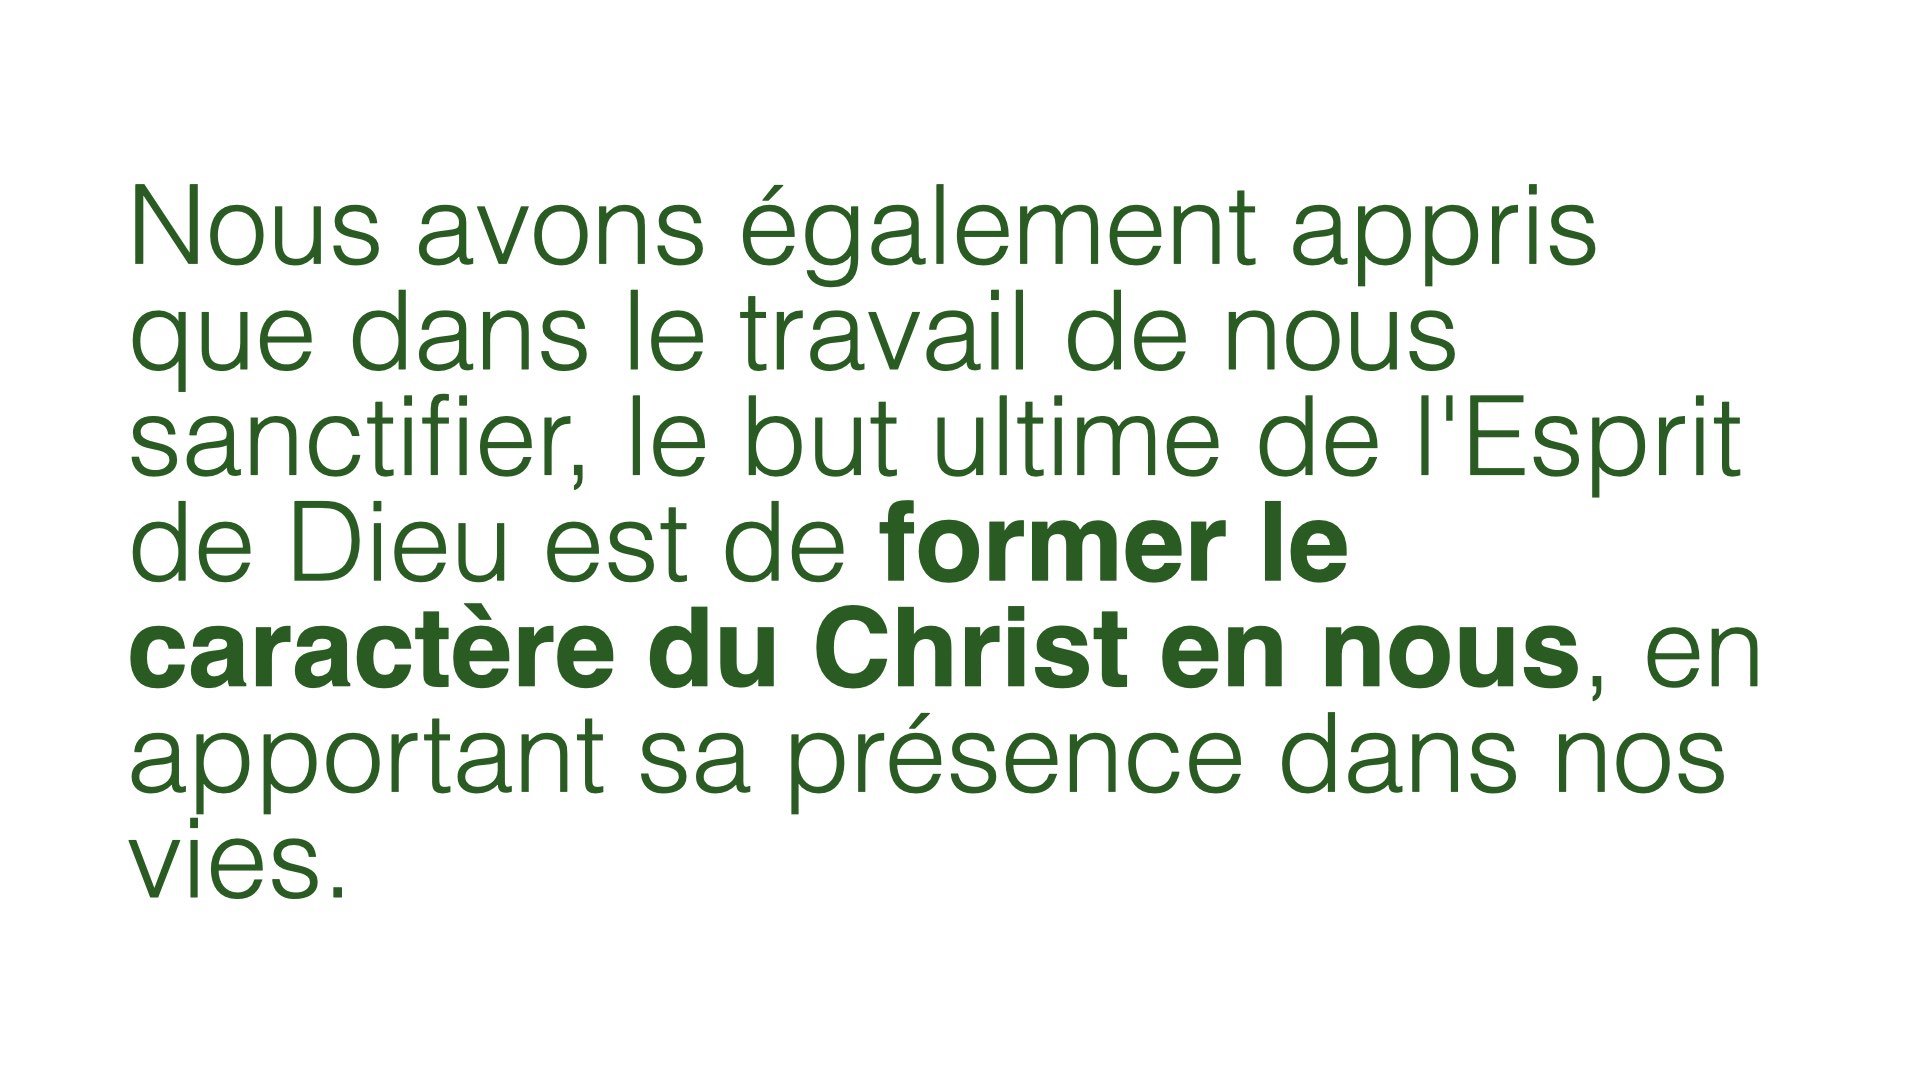 Nous avons également appris
que dans le travail de nous
sanctifier, le but ultime de l'Esprit
de Dieu est de former le
caractère du Christ en nous, en
apportant sa présence dans nos
vies.